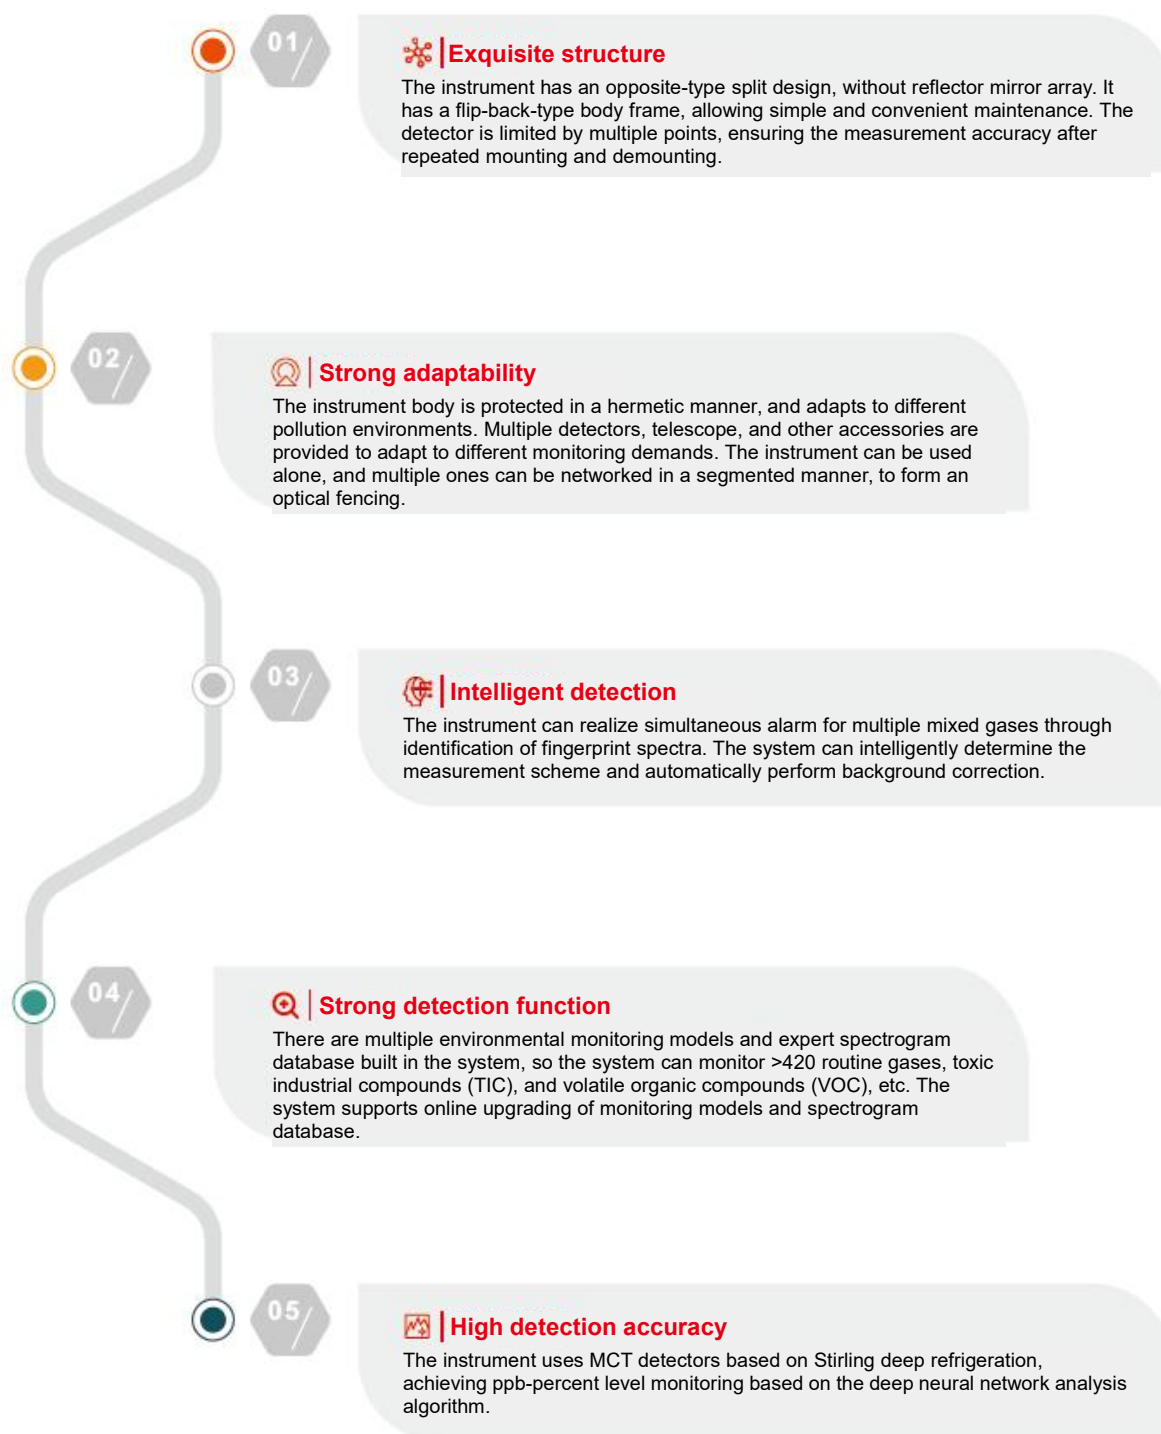 01/
Exquisite structure
The instrument has an opposite-type split design, without reflector mirror array. It
has a flip-back-type body frame, allowing simple and convenient maintenance. The
detector is limited by multiple points, ensuring the measurement accuracy after
repeated mounting and demounting.
02/
Strong adaptability
The instrument body is protected in a hermetic manner, and adapts to different
pollution environments. Multiple detectors, telescope, and other accessories are
provided to adapt to different monitoring demands. The instrument can be used
alone, and multiple ones can be networked in a segmented manner, to form an
optical fencing.
03/
Intelligent detection
The instrument can realize simultaneous alarm for multiple mixed gases through
identification of fingerprint spectra. The system can intelligently determine the
measurement scheme and automatically perform background correction.
04/
Strong detection function
There are multiple environmental monitoring models and expert spectrogram
database built in the system, so the system can monitor >420 routine gases, toxic
industrial compounds (TIC), and volatile organic compounds (VOC), etc. The
system supports online upgrading of monitoring models and spectrogram
database.
05/
High detection accuracy
The instrument uses MCT detectors based on Stirling deep refrigeration,
achieving ppb-percent level monitoring based on the deep neural network analysis
algorithm.